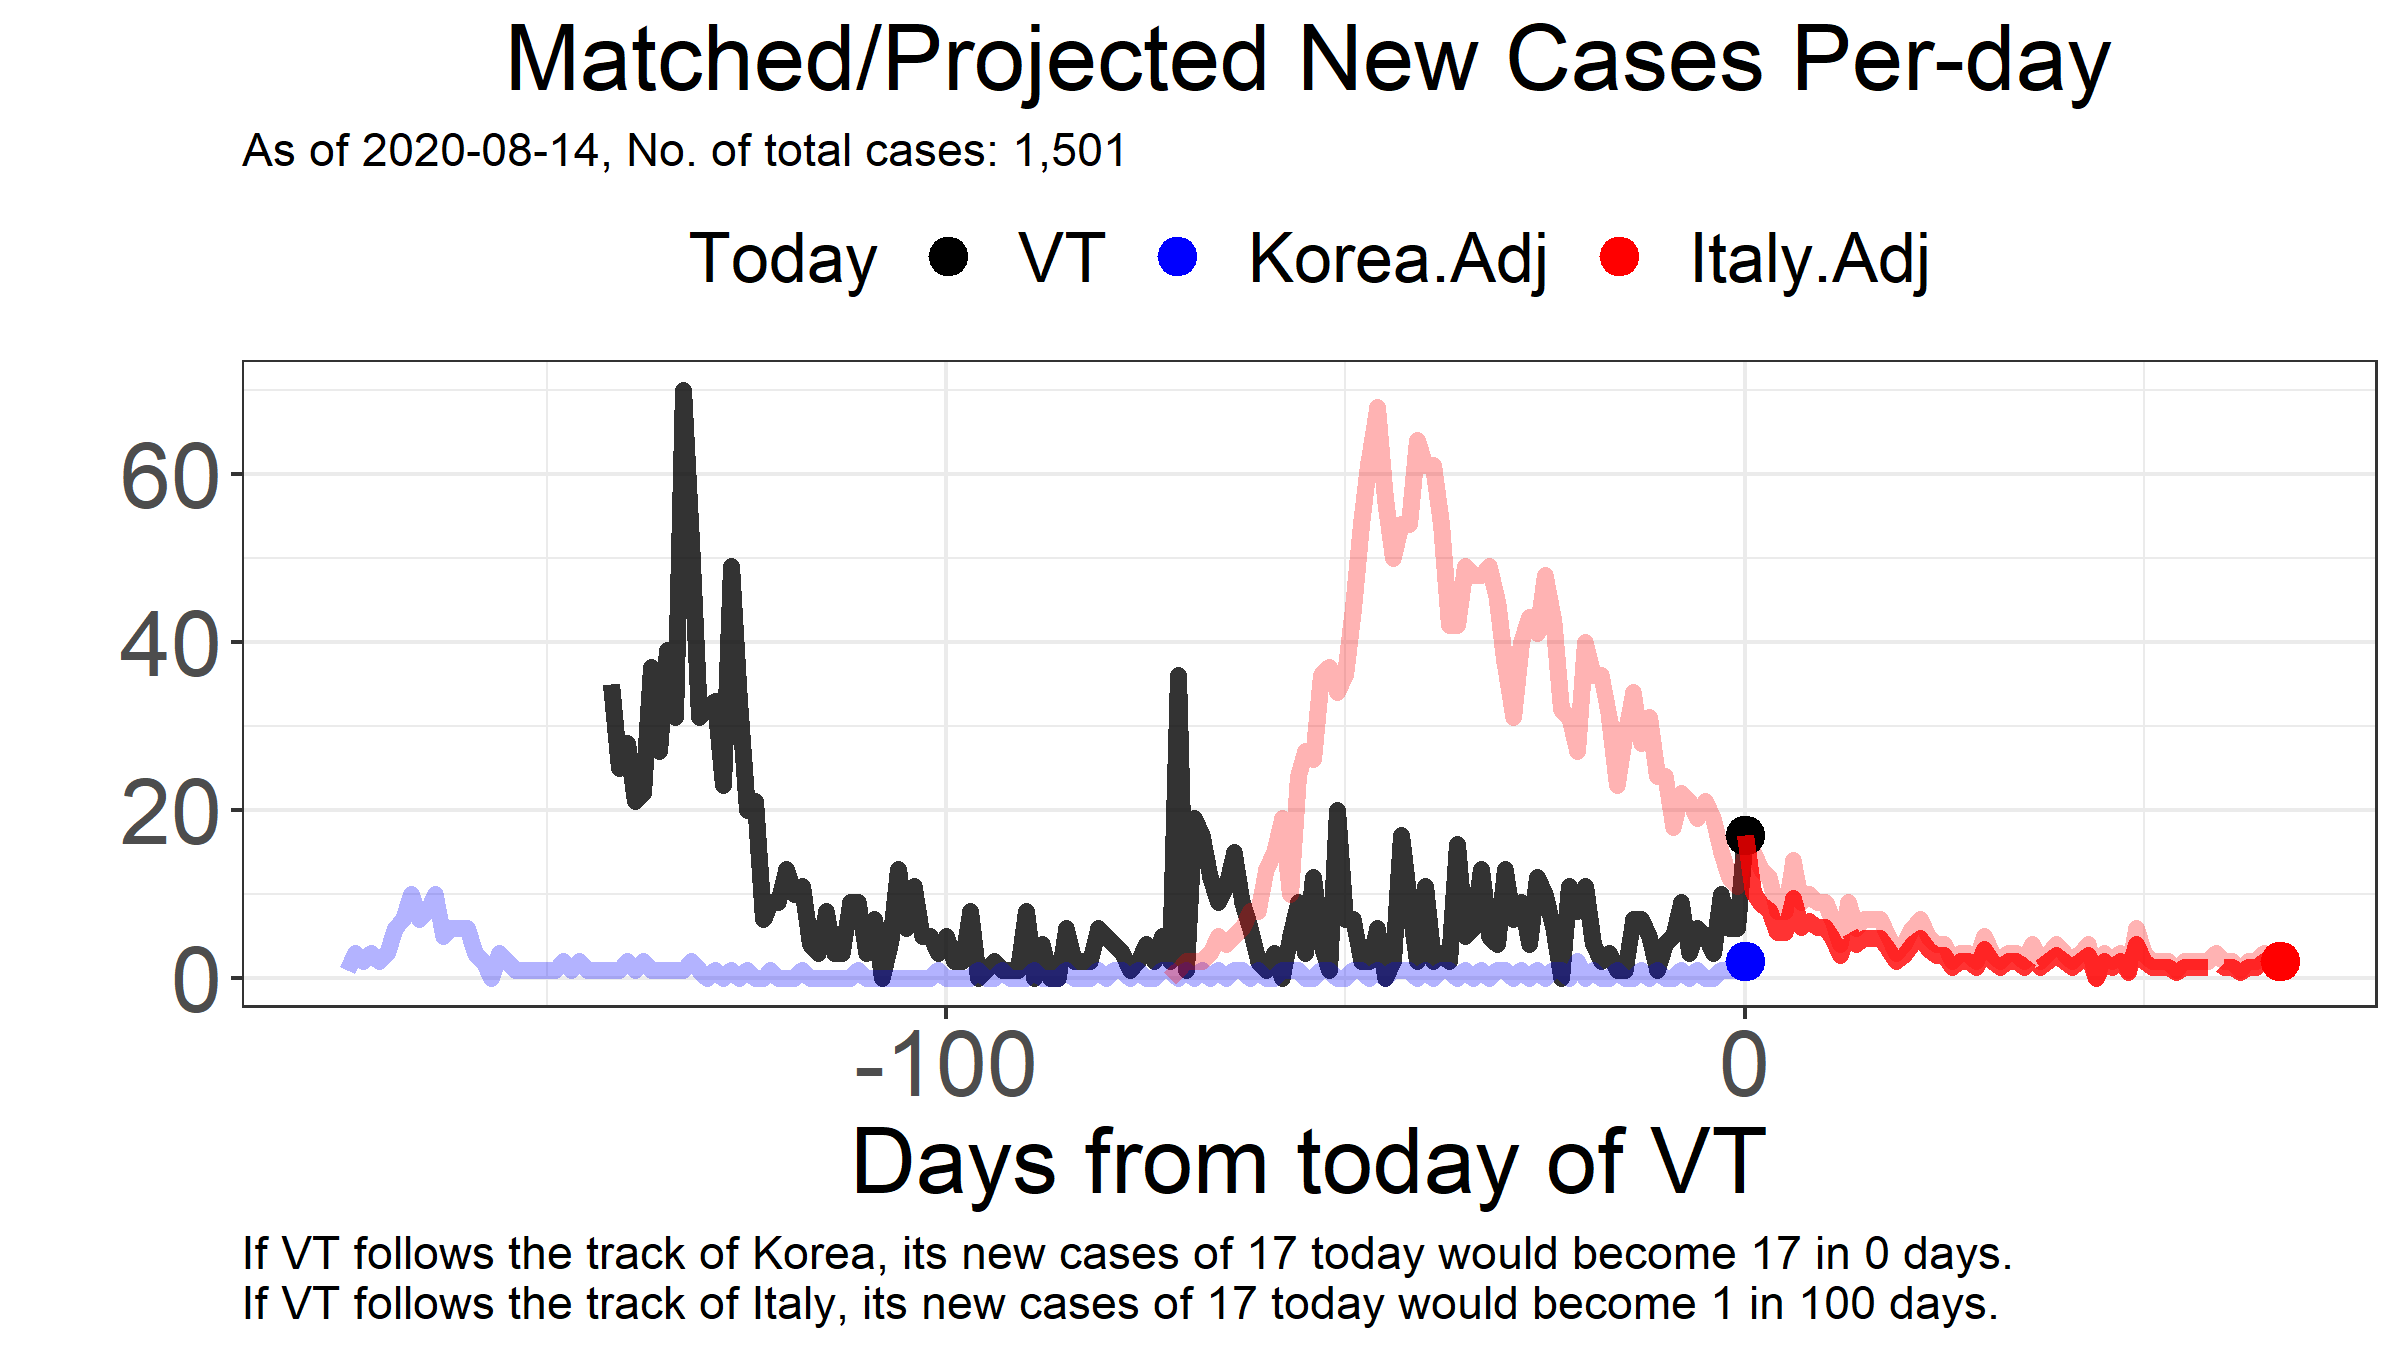 Matched/Projected New Cases Per-day
As of 2020-08-14, No. of total cases: 1,501
Today VT Korea.Adj Italy.Adj
60
40
20
0
-100 0
Days from today of VT
If VT follows the track of Korea, its new cases of 17 today would become 17 in 0 days.
If VT follows the track of Italy, its new cases of 17 today would become 1 in 100 days.